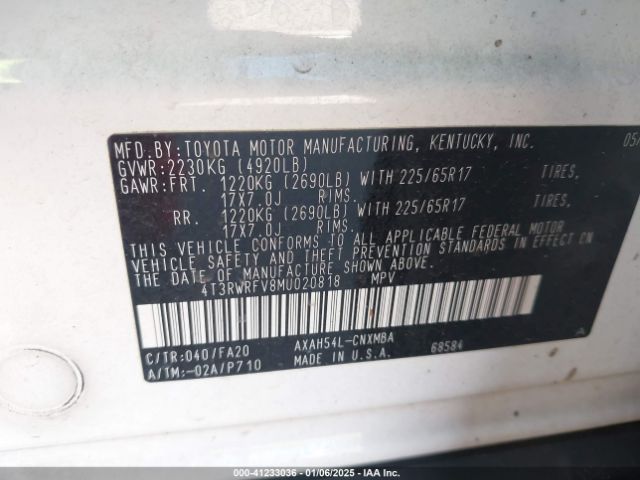 MFD.BY:TOYOTA MOTOR MANUFACTURING, KENTUCKY, INC. 05/
GVWR:2230KG (4920LB)
GAWR:FRT. 1220KG (2690LB) WITH 225/65R17 TIRES,
17X7.0J RIMS.
RR. 1220KG (2690LB) WITH 225/65R17 TIRES,
17X7.0J RIMS.
THIS VEHICLE CONFORMS TO ALL APPLICABLE FEDERAL MOTOR
VEHICLE SAFETY AND THEFT PREVENTION STANDARDS IN EFFECT ON
THE DATE OF MANUFACTURE SHOWN ABOVE.
4T3RWRFV8MU020818 MPV
C/TR:040/FA20 AXAH54L-CNXMBA A
A/TM:-02A/P710 MADE IN U.S.A. 68584
000-41233036 - 01/06/2025 - IAA Inc.